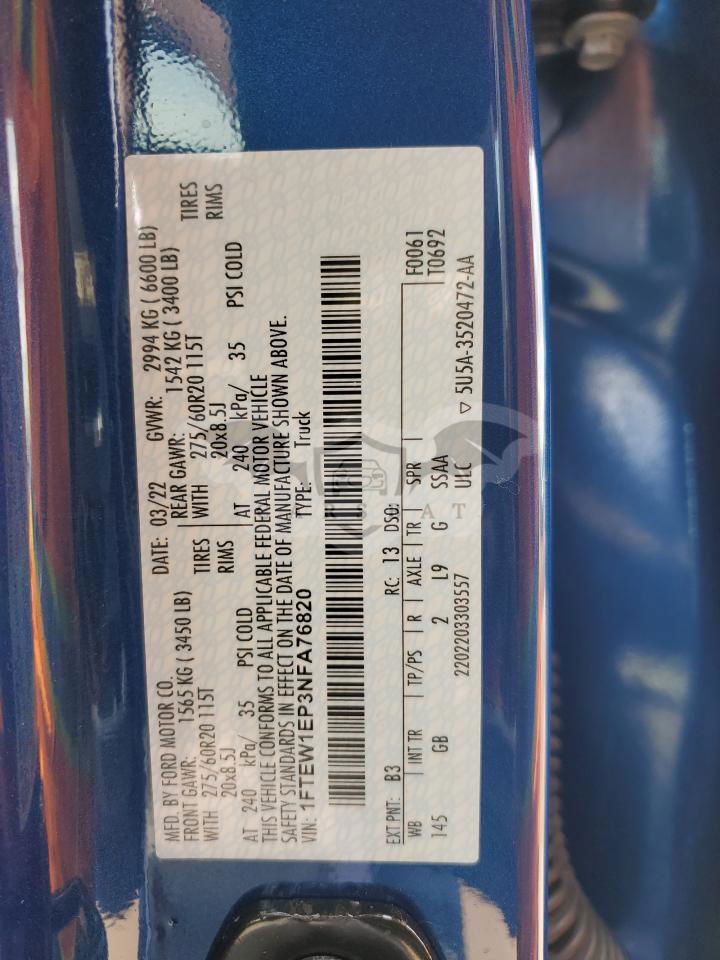 MFD. BY FORD MOTOR CO. DATE: 03/22 GVWR: 2994 KG ( 6600 LB)
FRONT GAWR: 1565 KG ( 3450 LB) REAR GAWR: 1542 KG ( 3400 LB)
WITH 275/60R20 115T TIRES WITH 275/60R20 115T TIRES
20x8.5J RIMS 20x8.5J RIMS
AT 240 kPa/ 35 PSI COLD AT 240 kPa/ 35 PSI COLD
THIS VEHICLE CONFORMS TO ALL APPLICABLE FEDERAL MOTOR VEHICLE
SAFETY STANDARDS IN EFFECT ON THE DATE OF MANUFACTURE SHOWN ABOVE.
VIN: 1FTEW1EP3NFA76820 TYPE: Truck
EXT PNT: B3 RC: 13 DSO: F0061
WB INT TR TP/PS R AXLE TR SPR T0692
145 GB 2 L9 G SSAA
2202203303557 UILC ▽ 5U5A-3520472-AA